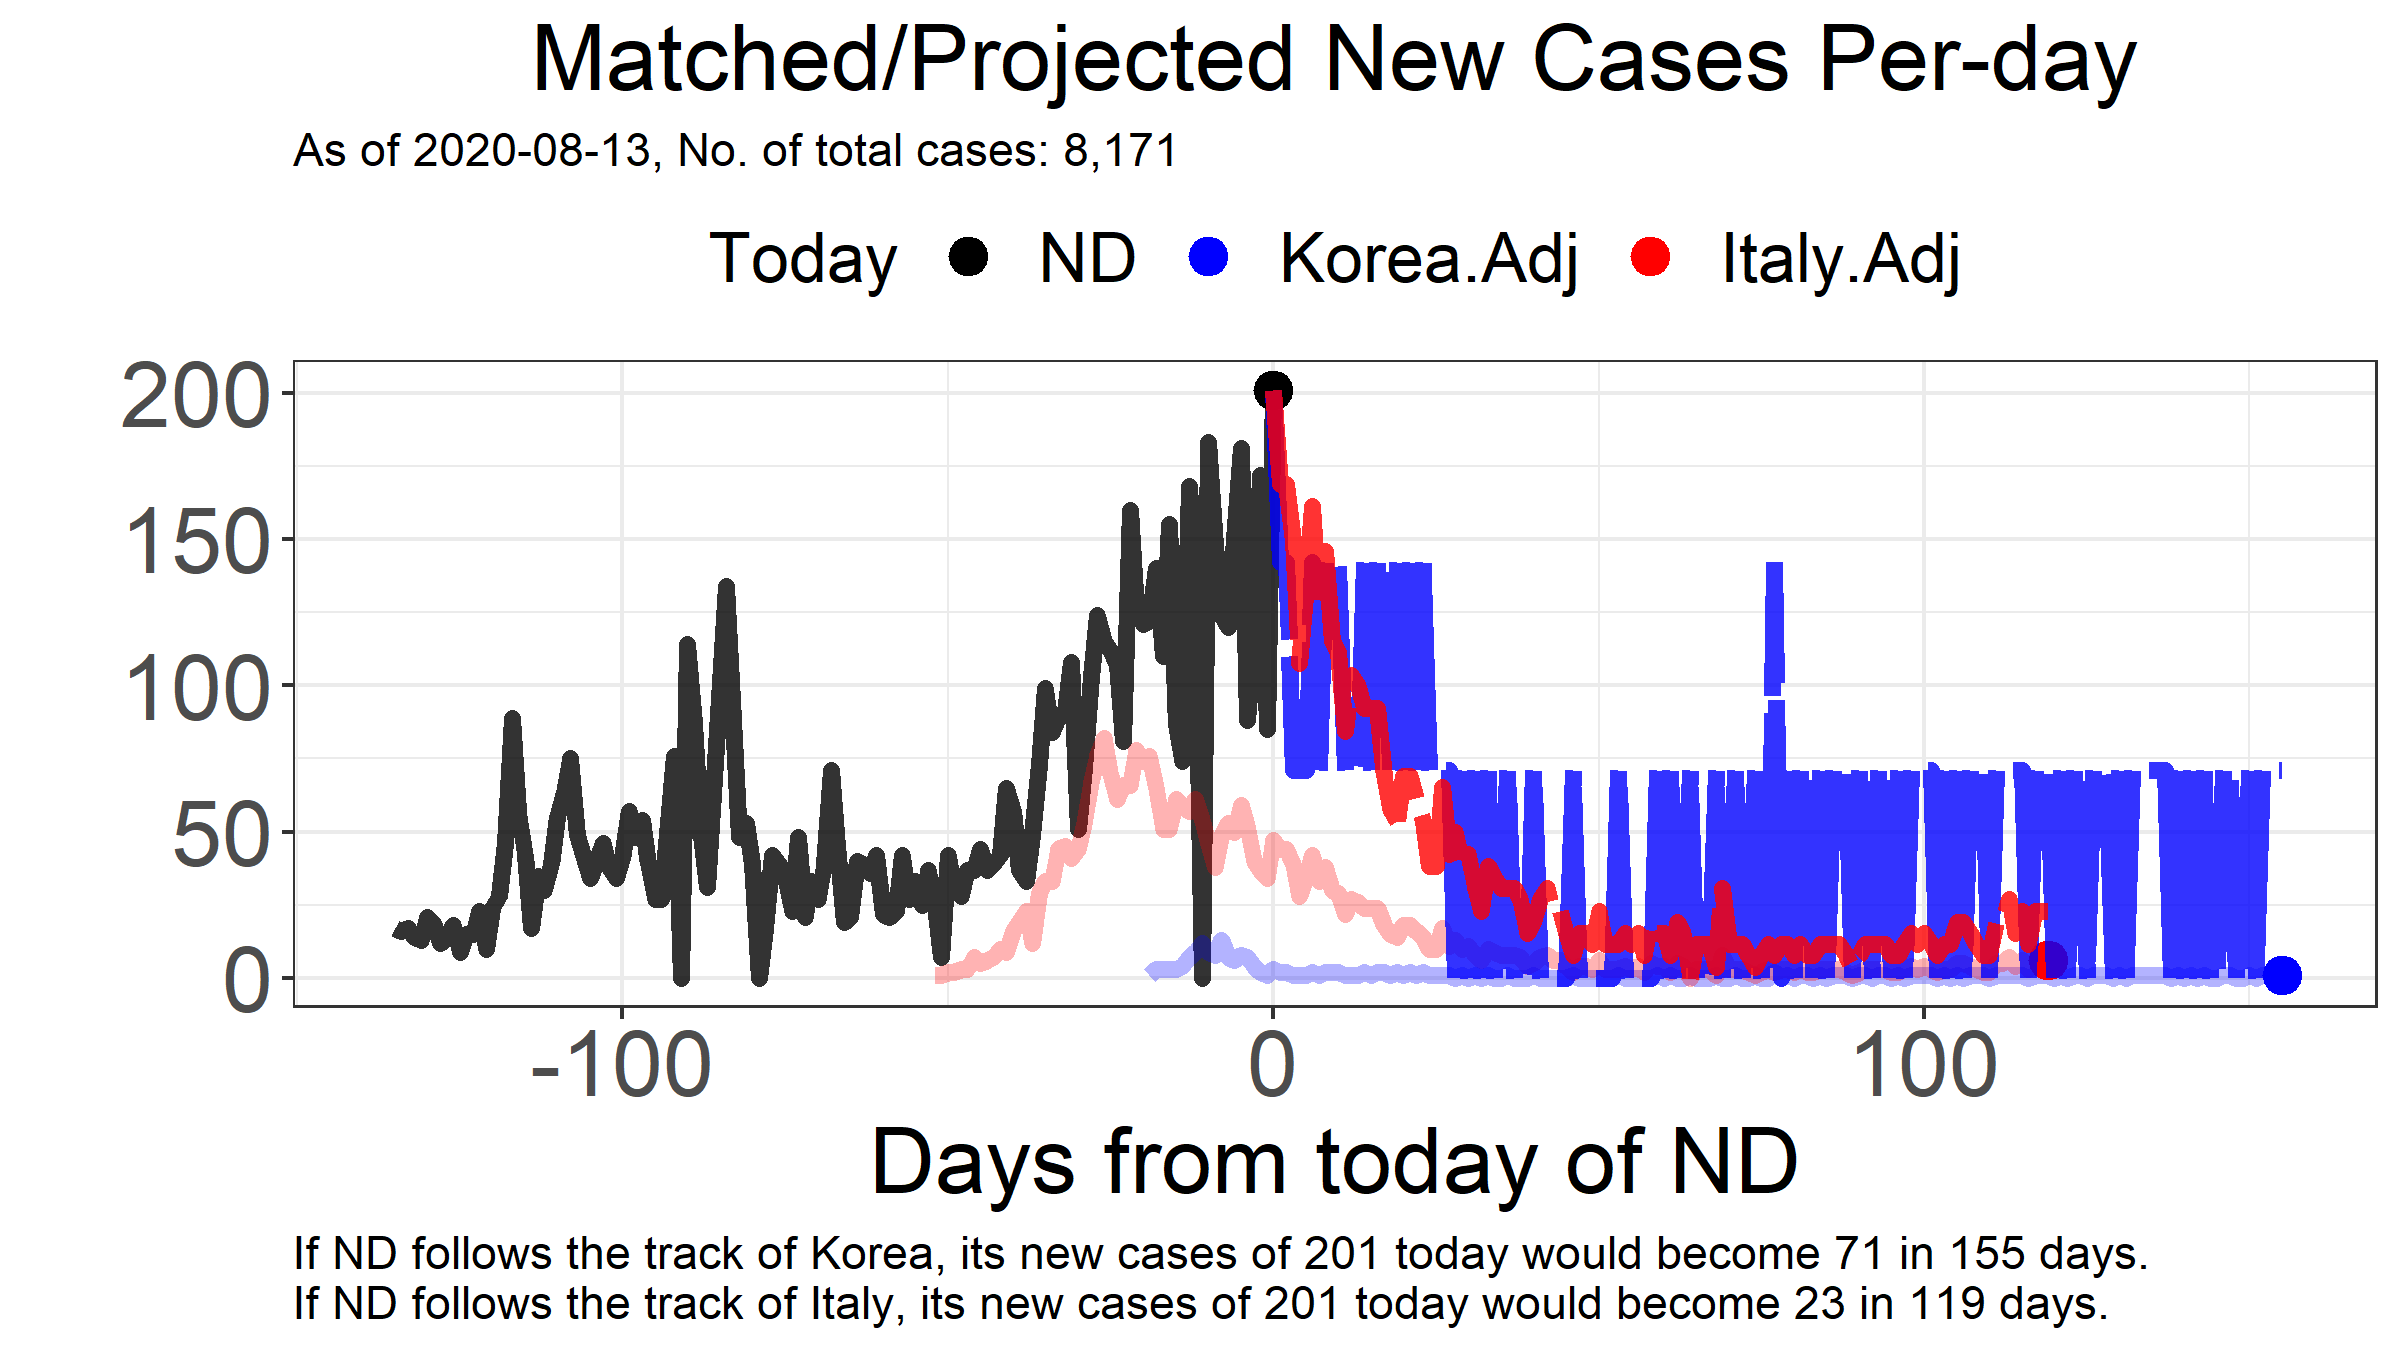 Matched/Projected New Cases Per-day
As of 2020-08-13, No. of total cases: 8,171
Today ND Korea.Adj Italy.Adj
200
150
100
50
0
-100 0 100
Days from today of ND
If ND follows the track of Korea, its new cases of 201 today would become 71 in 155 days.
If ND follows the track of Italy, its new cases of 201 today would become 23 in 119 days.